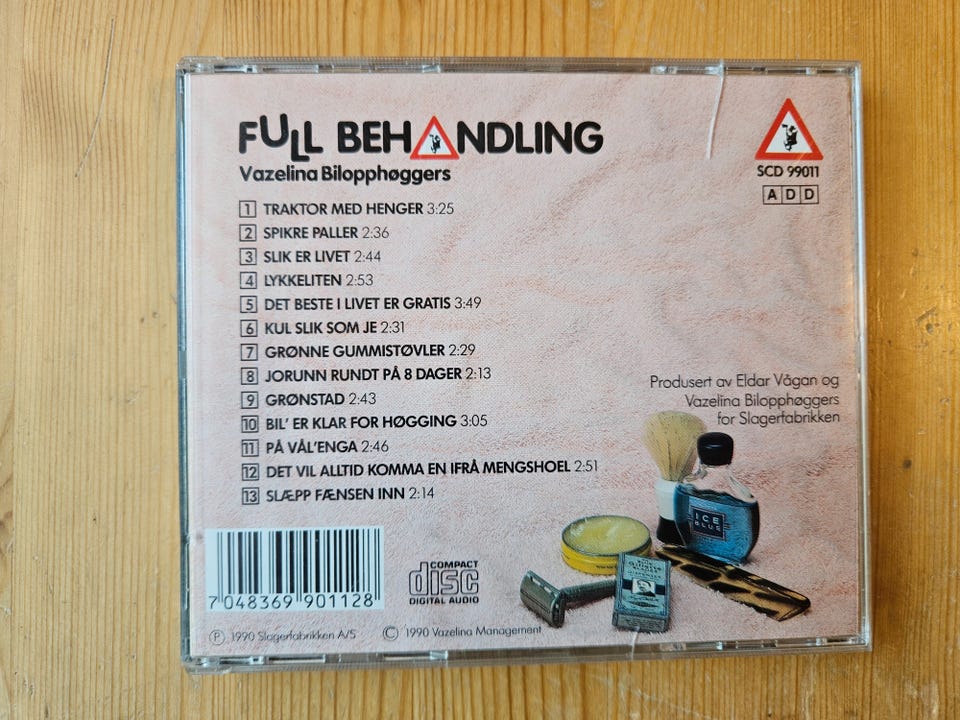 FULL BEHANDLING
Vazelina Bilopphøggers
SCD 99011
ADD
1 TRAKTOR MED HENGER 3:25
2 SPIKRE PALLER 2:36
3 SLIK ER LIVET 2:44
4 LYKKELITEN 2:53
5 DET BESTE I LIVET ER GRATIS 3:49
6 KUL SLIK SOM JE 2:31
7 GRØNNE GUMMISTØVLER 2:29
8 JORUNN RUNDT PÅ 8 DAGER 2:13
9 GRØNSTAD 2:43
10 BIL' ER KLAR FOR HØGGING 3:05
11 PÅ VÅL'ENGA 2:46
12 DET VIL ALLTID KOMMA EN IFRÅ MENGSHOEL 2:51
13 SLÆPP FÆNSEN INN 2:14
Produsert av Eldar Vågan og
Vazelina Bilopphøggers
for Slagerfabrikken
ICE
BLUE
COMPACT
disc
DIGITAL AUDIO
7 048369 901128
Ⓟ 1990 Slagerfabrikken A/S © 1990 Vazelina Management